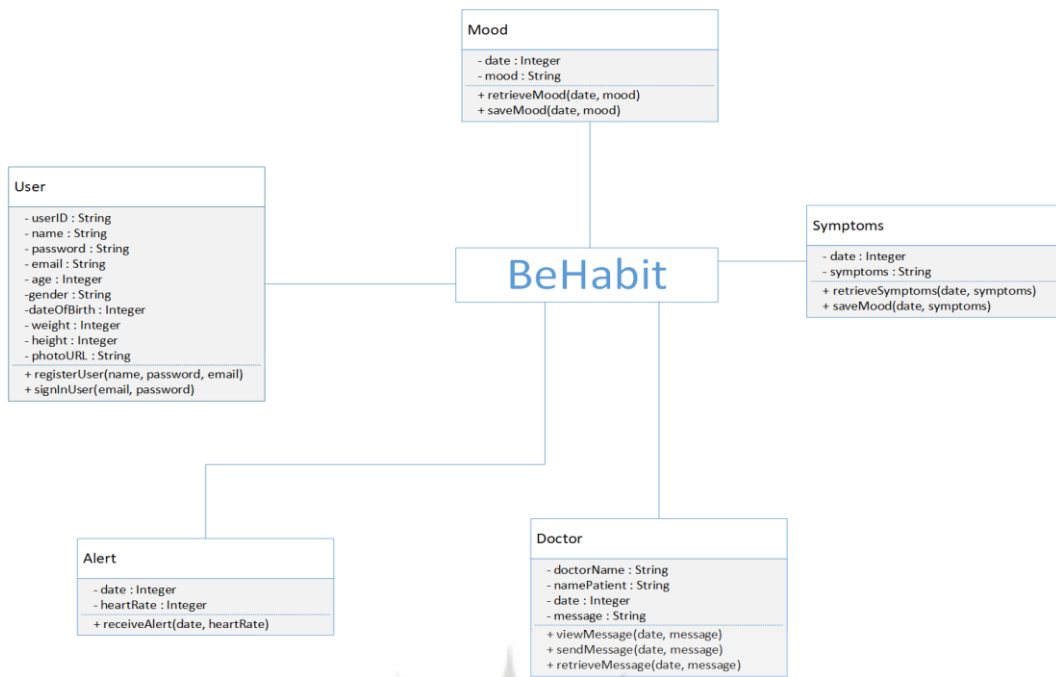 Mood
- date : Integer
- mood : String
+ retrieveMood(date, mood)
+ saveMood(date, mood)
User
- userID : String
- name : String
- password : String
- email : String
- age : Integer
-gender : String
-dateOfBirth : Integer
- weight : Integer
- height : Integer
- photoURL : String
+ registerUser(name, password, email)
+ signInUser(email, password)
BeHabit
Symptoms
- date : Integer
- symptoms : String
+ retrieveSymptoms(date, symptoms)
+ saveMood(date, symptoms)
Alert
- date : Integer
- heartRate : Integer
+ receiveAlert(date, heartRate)
Doctor
- doctorName : String
- namePatient : String
- date : Integer
- message : String
+ viewMessage(date, message)
+ sendMessage(date, message)
+ retrieveMessage(date, message)